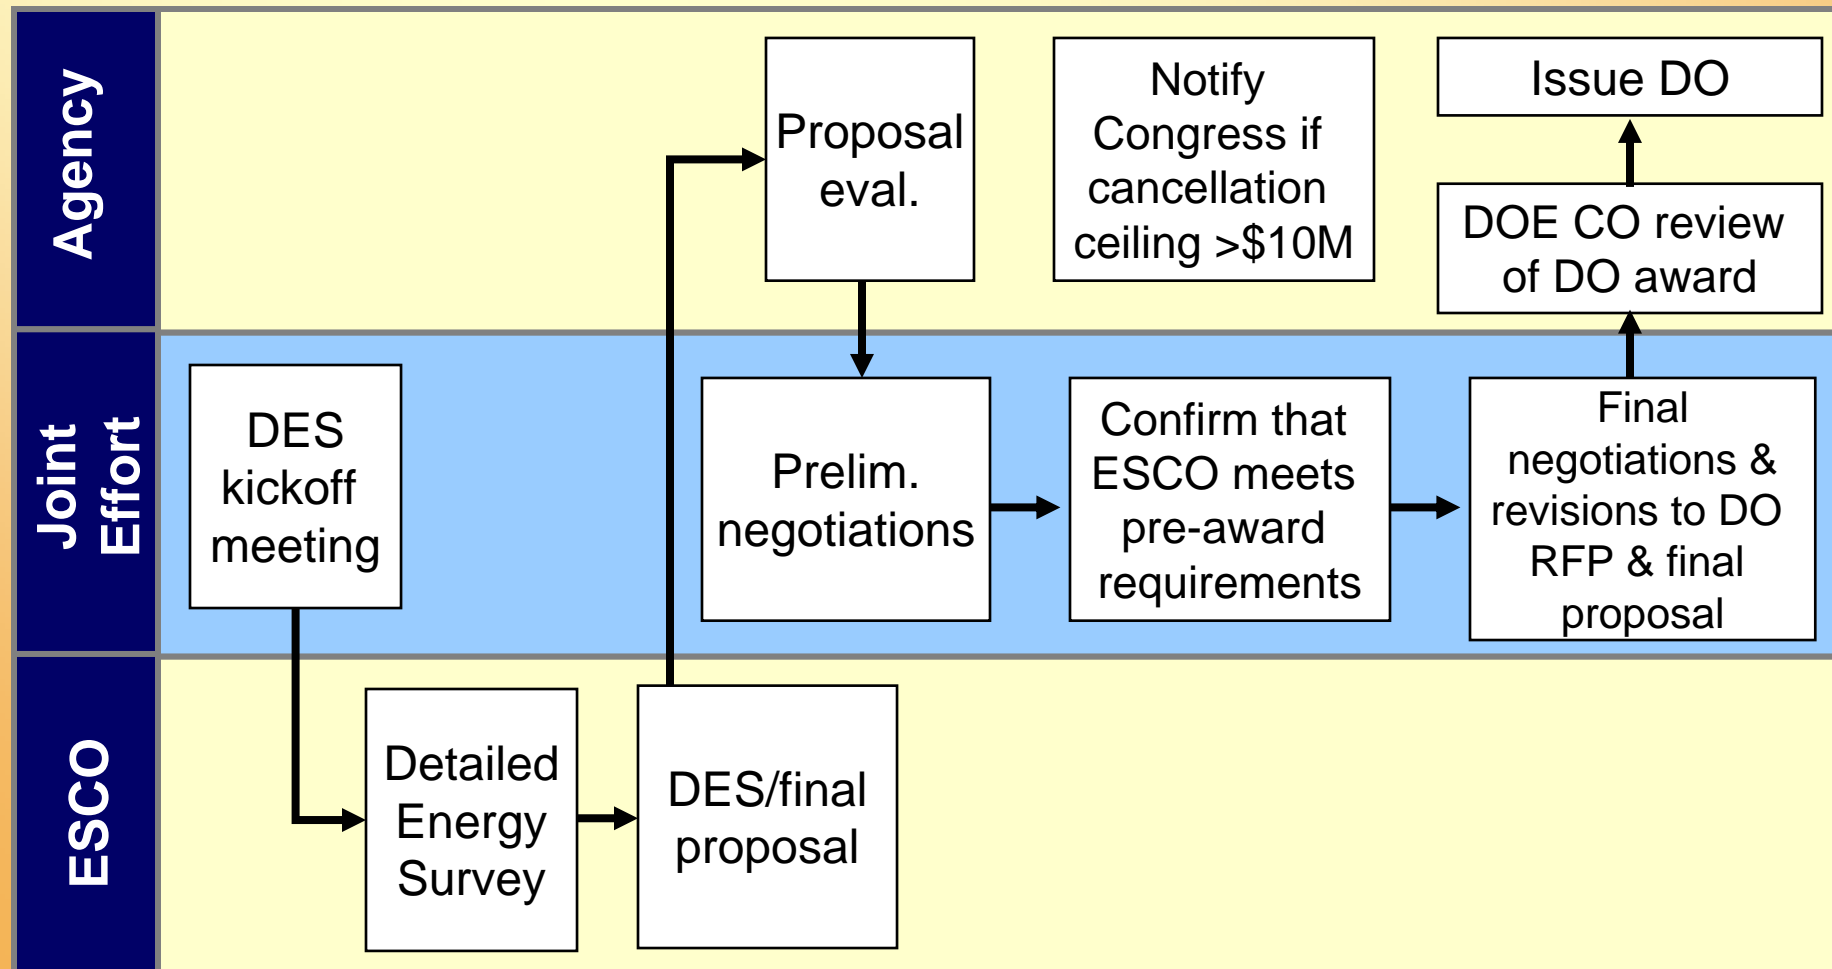 Agency
Proposal
eval.
Notify
Congress if
cancellation
ceiling >$10M
Issue DO
DOE CO review
of DO award
Joint
Effort
DES
kickoff
meeting
Prelim.
negotiations
Confirm that
ESCO meets
pre-award
requirements
Final
negotiations &
revisions to DO
RFP & final
proposal
ESCO
Detailed
Energy
Survey
DES/final
proposal